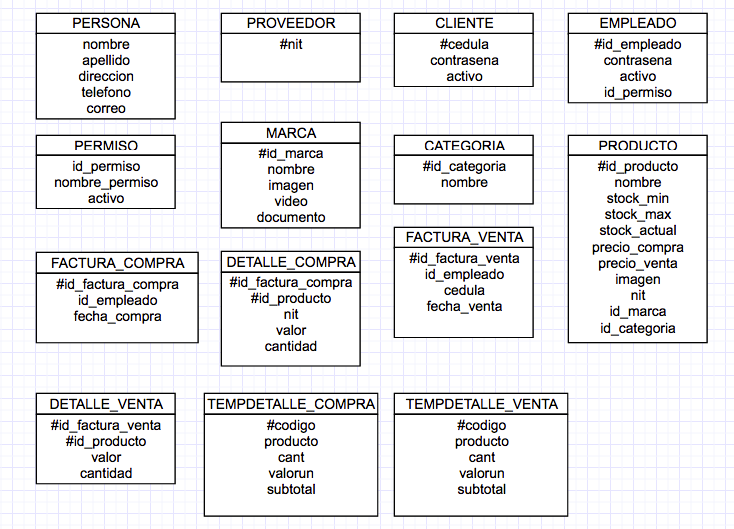 PERSONA
nombre
apellido
direccion
telefono
correo
PROVEEDOR
#nit
CLIENTE
#cedula
contrasena
activo
EMPLEADO
#id_empleado
contrasena
activo
id_permiso
PERMISO
id_permiso
nombre_permiso
activo
MARCA
#id_marca
nombre
imagen
video
documento
CATEGORIA
#id_categoria
nombre
PRODUCTO
#id_producto
nombre
stock_min
stock_max
stock_actual
precio_compra
precio_venta
imagen
nit
id_marca
id_categoria
FACTURA_COMPRA
#id_factura_compra
id_empleado
fecha_compra
DETALLE_COMPRA
#id_factura_compra
#id_producto
nit
valor
cantidad
FACTURA_VENTA
#id_factura_venta
id_empleado
cedula
fecha_venta
DETALLE_VENTA
#id_factura_venta
#id_producto
valor
cantidad
TEMPDETALLE_COMPRA
#codigo
producto
cant
valorun
subtotal
TEMPDETALLE_VENTA
#codigo
producto
cant
valorun
subtotal